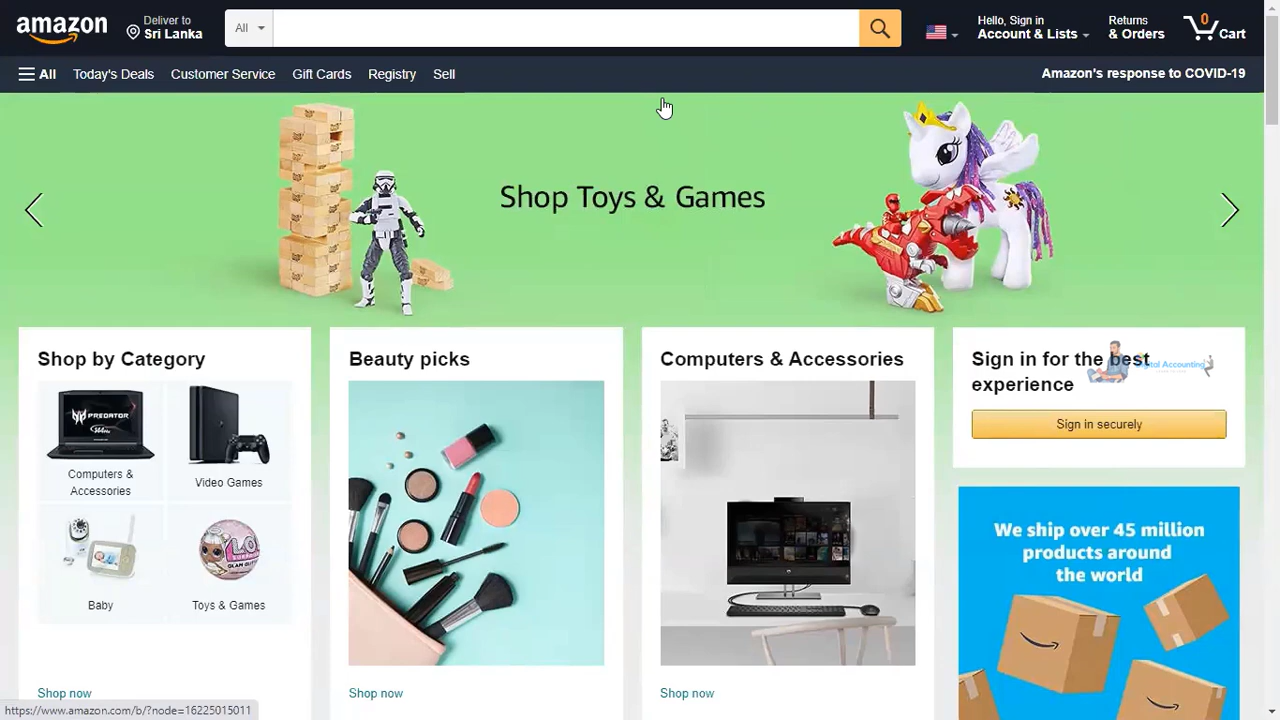 amazon
Deliver to
Sri Lanka
All
Hello, Sign in
Account & Lists
Returns
& Orders
0
Cart
All
Today's Deals
Customer Service
Gift Cards
Registry
Sell
Amazon's response to COVID-19
Shop Toys & Games
Shop by Category
PREDATOR
144Hz
Computers &
Accessories
Video Games
Baby
Toys & Games
Shop now
Beauty picks
Shop now
Computers & Accessories
Shop now
Sign in for the best
experience
Digital Accounting
Sign in securely
We ship over 45 million
products around
the world
https://www.amazon.com/b/?node=16225015011